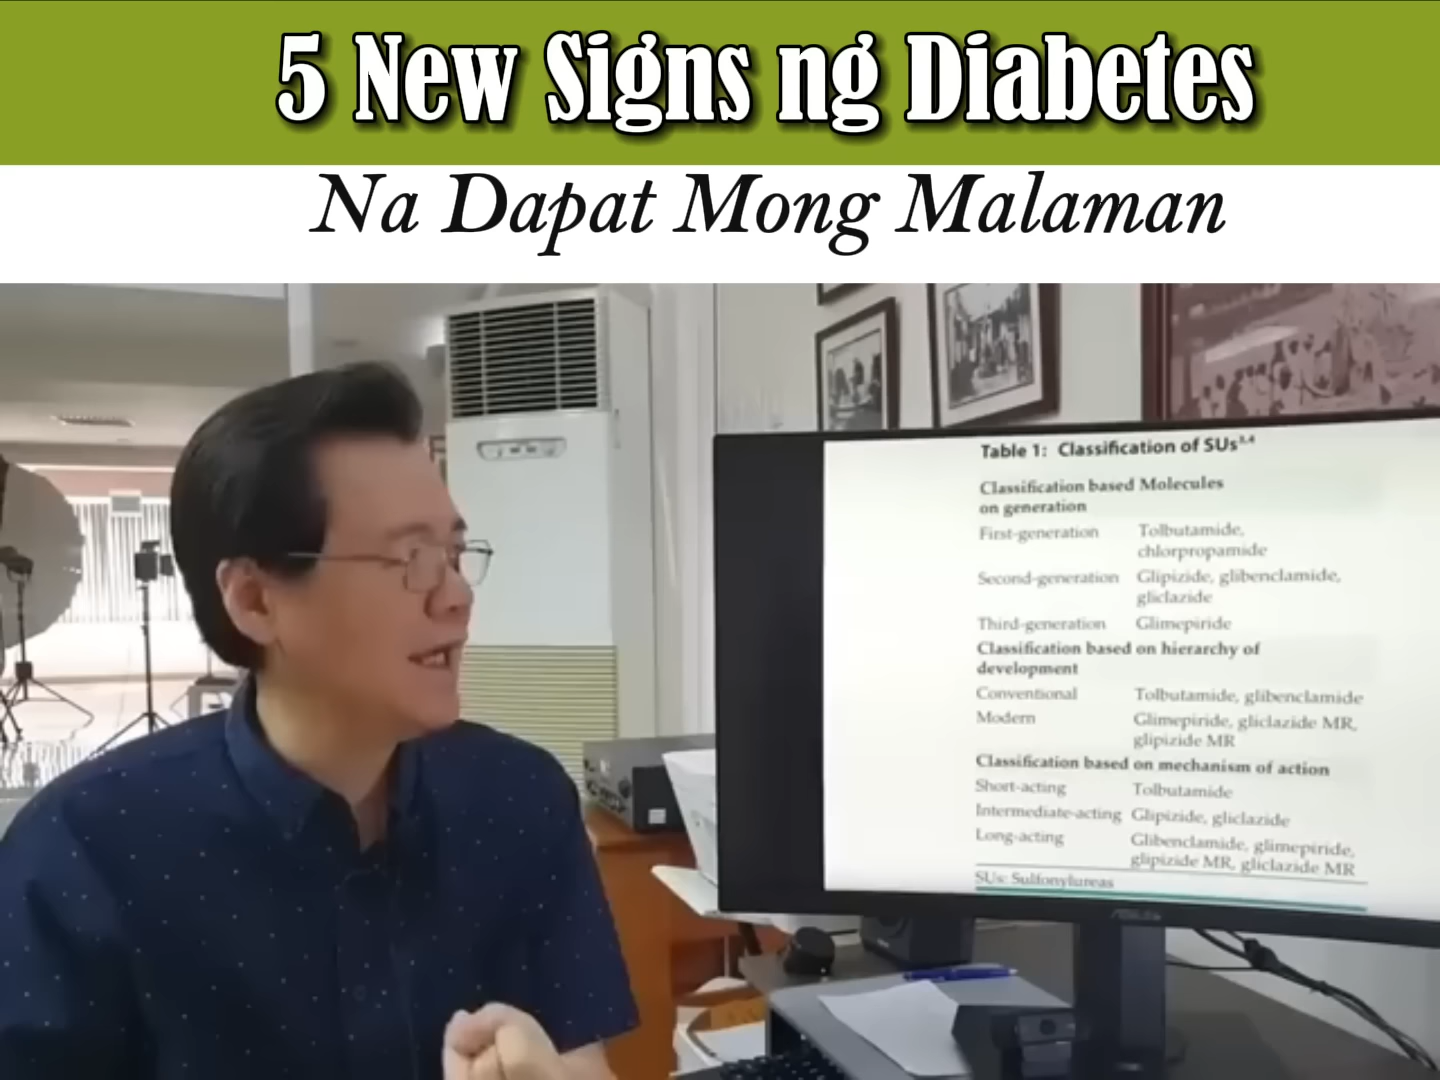 5 New Signs ng Diabetes
Na Dapat Mong Malaman
Table 1: Classification of SUs³,⁴
Classification based Molecules
on generation
First-generation Tolbutamide,
chlorpropamide
Second-generation Glipizide, glibenclamide,
gliclazide
Third-generation Glimepiride
Classification based on hierarchy of
development
Conventional Tolbutamide, glibenclamide
Modern Glimepiride, gliclazide MR,
glipizide MR
Classification based on mechanism of action
Short-acting Tolbutamide
Intermediate-acting Glipizide, gliclazide
Long-acting Glibenclamide, glimepiride,
glipizide MR, gliclazide MR
SUs: Sulfonylureas